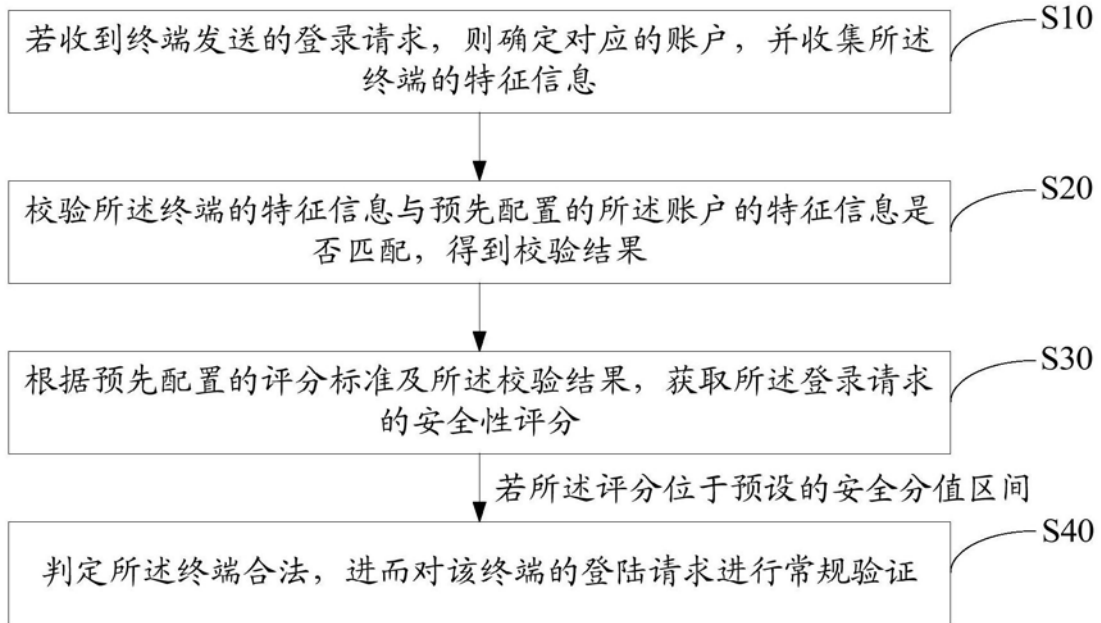 若收到终端发送的登录请求，则确定对应的账户，并收集所述
终端的特征信息
S10
校验所述终端的特征信息与预先配置的所述账户的特征信息是
否匹配，得到校验结果
S20
根据预先配置的评分标准及所述校验结果，获取所述登录请求
的安全性评分
S30
若所述评分位于预设的安全分值区间
判定所述终端合法，进而对该终端的登陆请求进行常规验证
S40